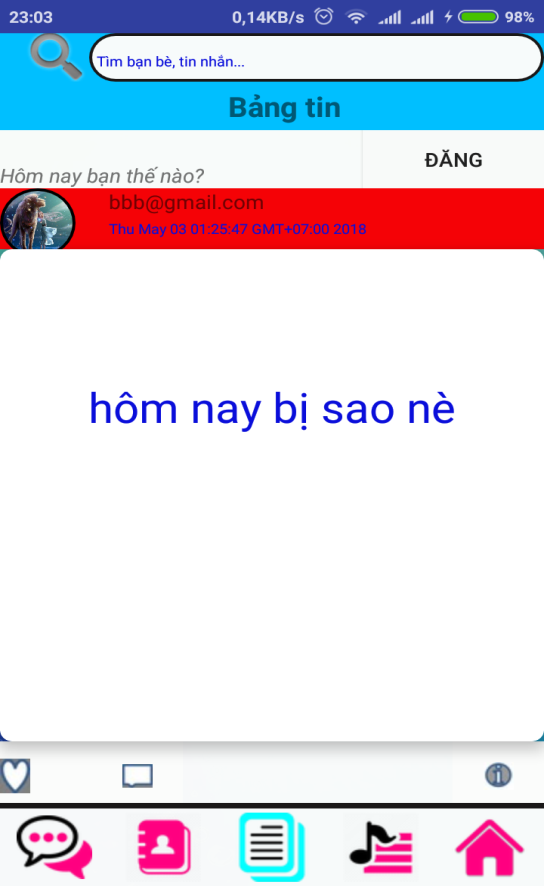 23:03 0,14KB/s 98%
Tìm bạn bè, tin nhắn...
Bảng tin
Hôm nay bạn thế nào?
ĐĂNG
bbb@gmail.com
Thu May 03 01:25:47 GMT+07:00 2018
hôm nay bị sao nè